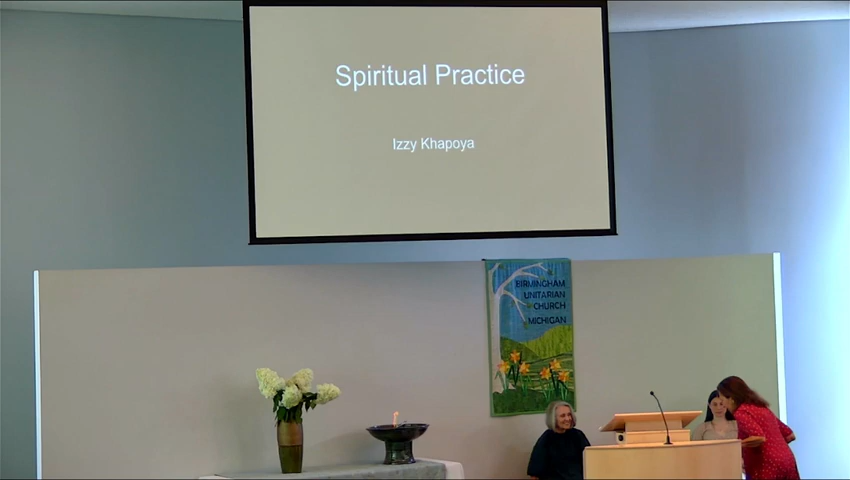 Spiritual Practice
Izzy Khapoya
BIRMINGHAM
UNITARIAN
CHURCH
MICHIGAN